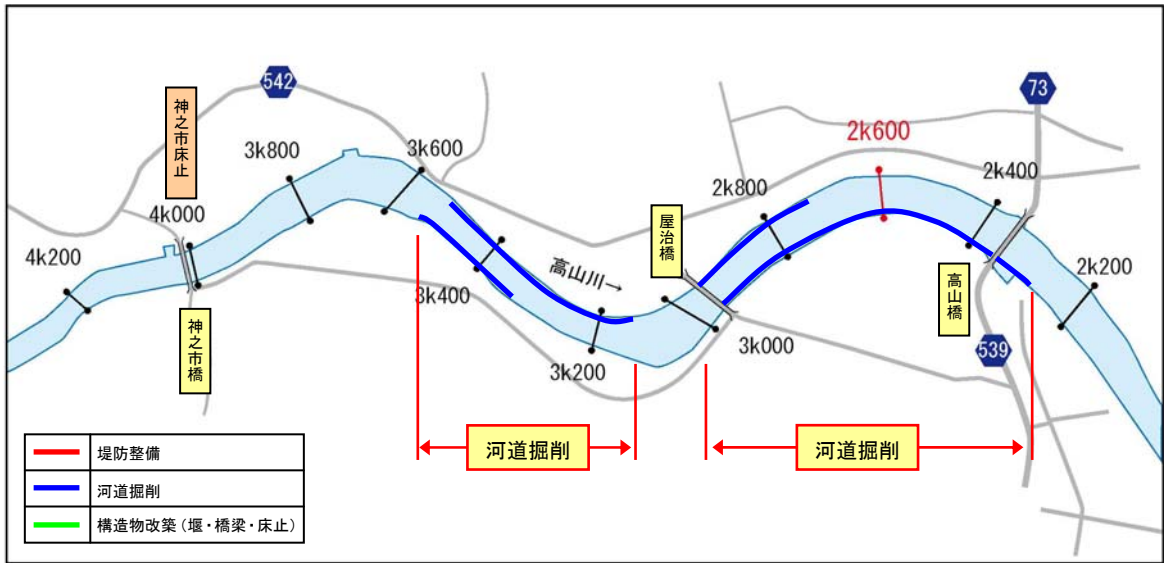 542
73
神之市床止
3k800
3k600
2k600
2k800
2k400
4k000
屋治橋
4k200
高山川→
3k400
高山橋
2k200
神之市橋
3k200
3k000
539
河道掘削
河道掘削
堤防整備
河道掘削
構造物改築(堰・橋梁・床止)